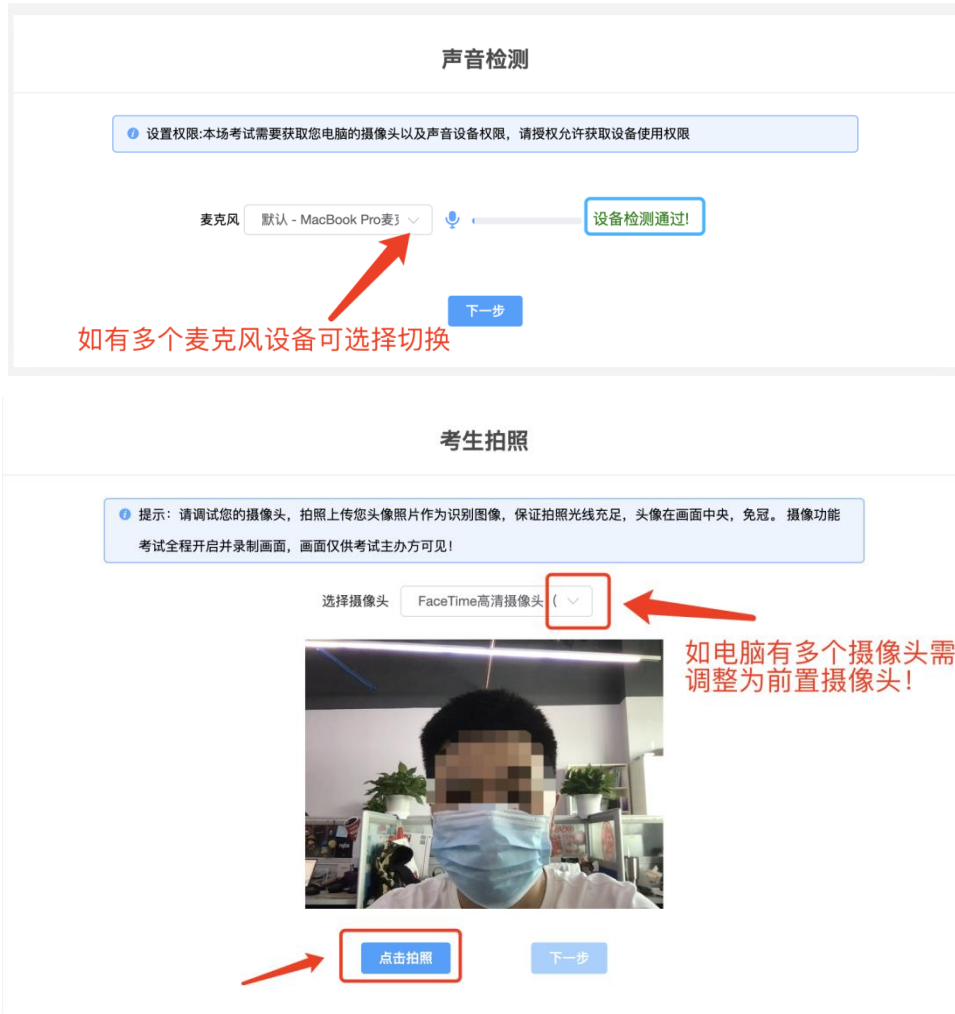 声音检测
设置权限:本场考试需要获取您电脑的摄像头以及声音设备权限，请授权允许获取设备使用权限
麦克风 默认 - MacBook Pro麦 设备检测通过!
下一步
如有多个麦克风设备可选择切换
考生拍照
提示：请调试您的摄像头，拍照上传您头像照片作为识别图像，保证拍照光线充足，头像在画面中央，免冠。 摄像功能
考试全程开启并录制画面，画面仅供考试主办方可见！
选择摄像头 FaceTime高清摄像头 (
如电脑有多个摄像头需
调整为前置摄像头！
点击拍照 下一步